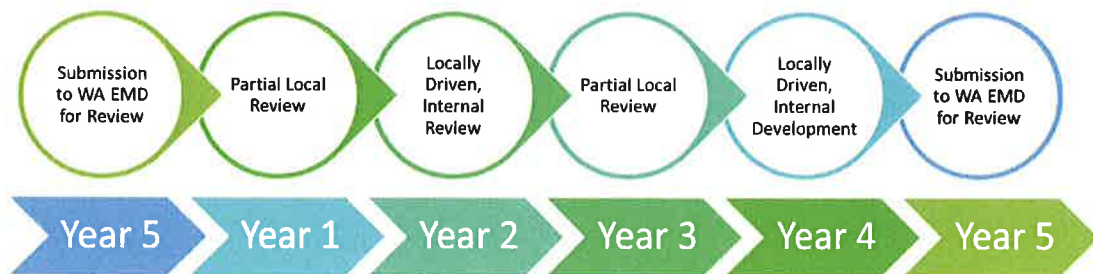 Submission
to WA EMD
for Review
Partial Local
Review
Locally
Driven,
Internal
Review
Partial Local
Review
Locally
Driven,
Internal
Development
Submission
to WA EMD
for Review
Year 5
Year 1
Year 2
Year 3
Year 4
Year 5